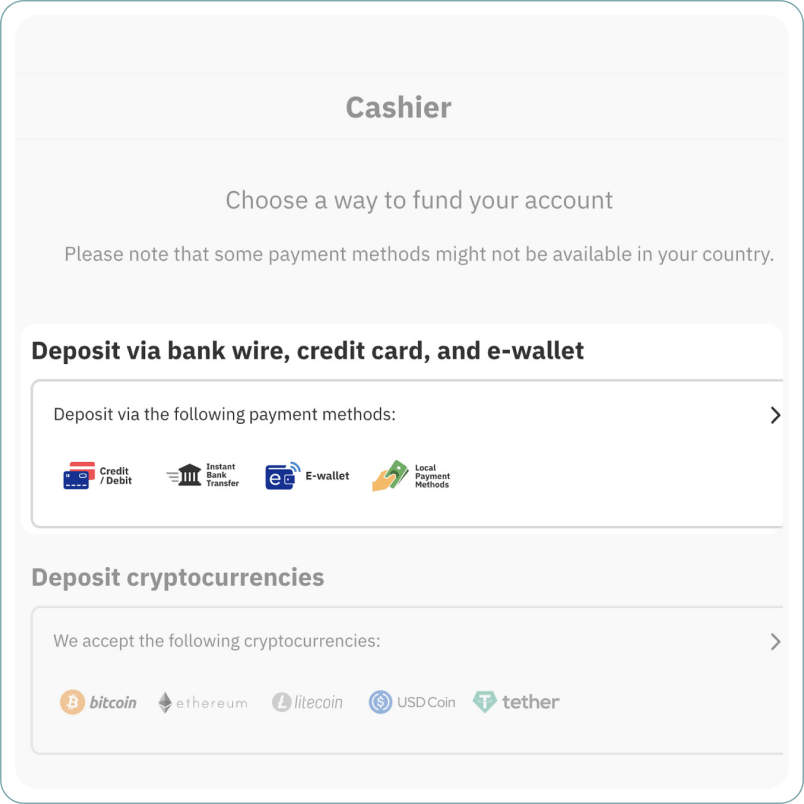 Cashier
Choose a way to fund your account
Please note that some payment methods might not be available in your country.
Deposit via bank wire, credit card, and e-wallet
Deposit via the following payment methods:
Credit
/ Debit
Instant
Bank
Transfer
e
E-wallet
Local
Payment
Methods
Deposit cryptocurrencies
We accept the following cryptocurrencies:
bitcoin
ethereum
litecoin
USD Coin
tether